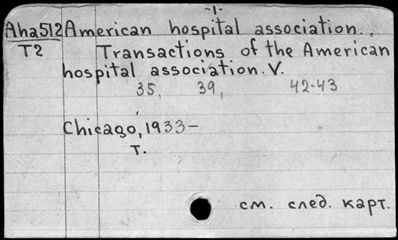 -1-
Aha512 American hospital association.
T2 Transactions of the American
hospital association. V.
35, 39, 42-43
Chicago, 1933-
т.
см. след. карт.